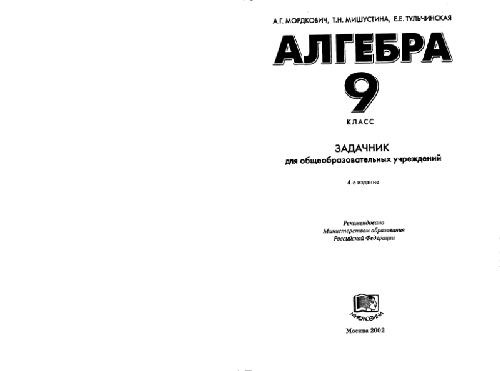 А.Г. МОРДКОВИЧ, Т.Н. МИШУСТИНА, Е.Е. ТУЛЬЧИНСКАЯ
АЛГЕБРА
9
КЛАСС
ЗАДАЧНИК
для общеобразовательных учреждений
4-е издание
Рекомендовано
Министерством образования
Российской Федерации
Москва 2002